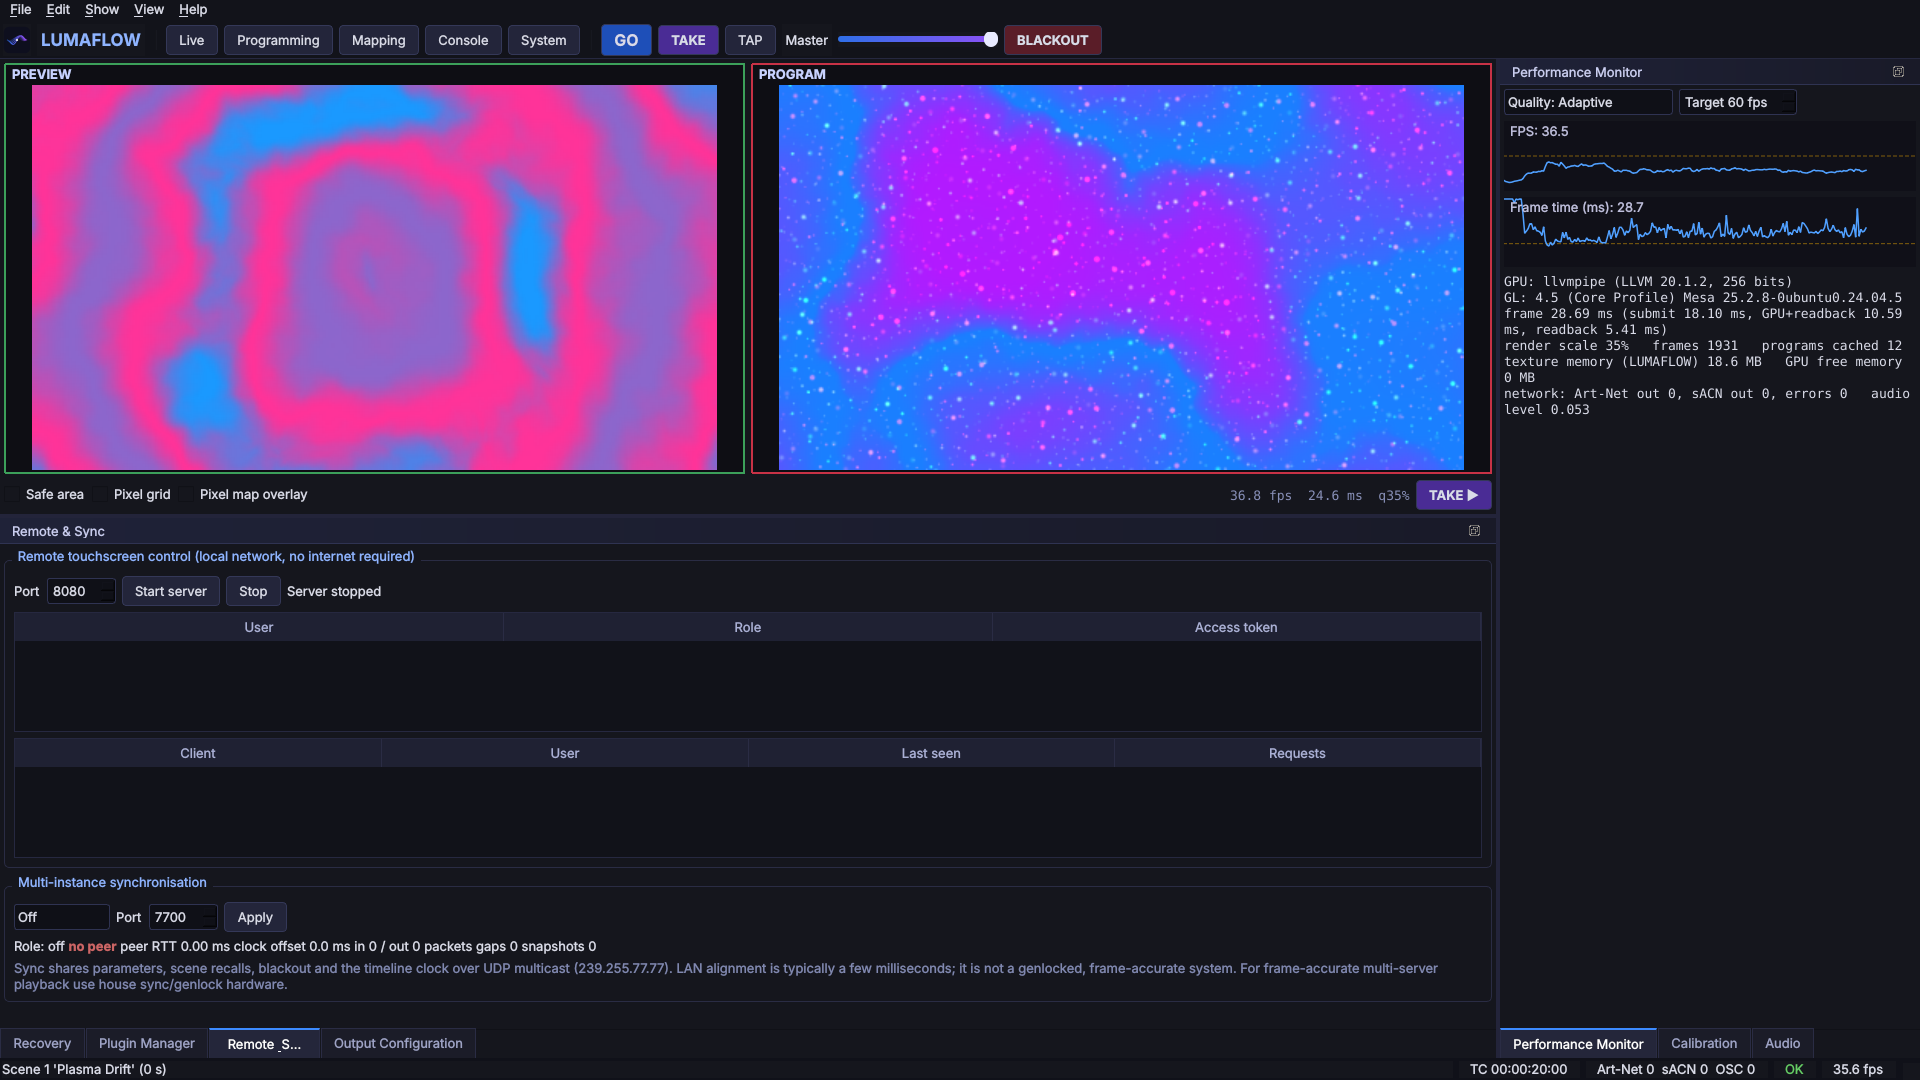 File Edit Show View Help
LUMAFLOW Live Programming Mapping Console System GO TAKE TAP Master BLACKOUT
PREVIEW
PROGRAM
Safe area Pixel grid Pixel map overlay
36.8 fps 24.6 ms q35% TAKE ▶
Remote & Sync
Remote touchscreen control (local network, no internet required)
Port 8080 Start server Stop Server stopped
User Role Access token
Client User Last seen Requests
Multi-instance synchronisation
Off Port 7700 Apply
Role: off no peer peer RTT 0.00 ms clock offset 0.0 ms in 0 / out 0 packets gaps 0 snapshots 0
Sync shares parameters, scene recalls, blackout and the timeline clock over UDP multicast (239.255.77.77). LAN alignment is typically a few milliseconds; it is not a genlocked, frame-accurate system. For frame-accurate multi-server
playback use house sync/genlock hardware.
Recovery Plugin Manager Remote _S... Output Configuration
Performance Monitor
Quality: Adaptive Target 60 fps
FPS: 36.5
Frame time (ms): 28.7
GPU: llvmpipe (LLVM 20.1.2, 256 bits)
GL: 4.5 (Core Profile) Mesa 25.2.8-0ubuntu0.24.04.5
frame 28.69 ms (submit 18.10 ms, GPU+readback 10.59
ms, readback 5.41 ms)
render scale 35% frames 1931 programs cached 12
texture memory (LUMAFLOW) 18.6 MB GPU free memory
0 MB
network: Art-Net out 0, sACN out 0, errors 0 audio
level 0.053
Performance Monitor Calibration Audio
Scene 1 'Plasma Drift' (0 s)
TC 00:00:20:00 Art-Net 0 sACN 0 OSC 0 OK 35.6 fps